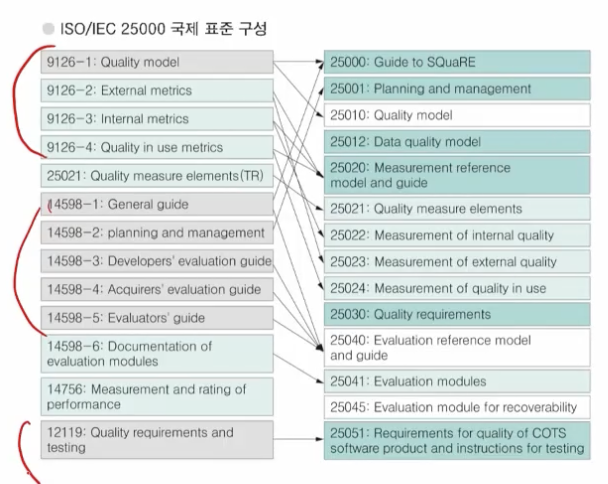 ISO/IEC 25000 국제 표준 구성
9126-1: Quality model
9126-2: External metrics
9126-3: Internal metrics
9126-4: Quality in use metrics
25021: Quality measure elements(TR)
14598-1: General guide
14598-2: planning and management
14598-3: Developers' evaluation guide
14598-4: Acquirers' evaluation guide
14598-5: Evaluators' guide
14598-6: Documentation of
evaluation modules
14756: Measurement and rating of
performance
12119: Quality requirements and
testing
25000: Guide to SQuaRE
25001: Planning and management
25010: Quality model
25012: Data quality model
25020: Measurement reference
model and guide
25021: Quality measure elements
25022: Measurement of internal quality
25023: Measurement of external quality
25024: Measurement of quality in use
25030: Quality requirements
25040: Evaluation reference model
and guide
25041: Evaluation modules
25045: Evaluation module for recoverability
25051: Requirements for quality of COTS
software product and instructions for testing